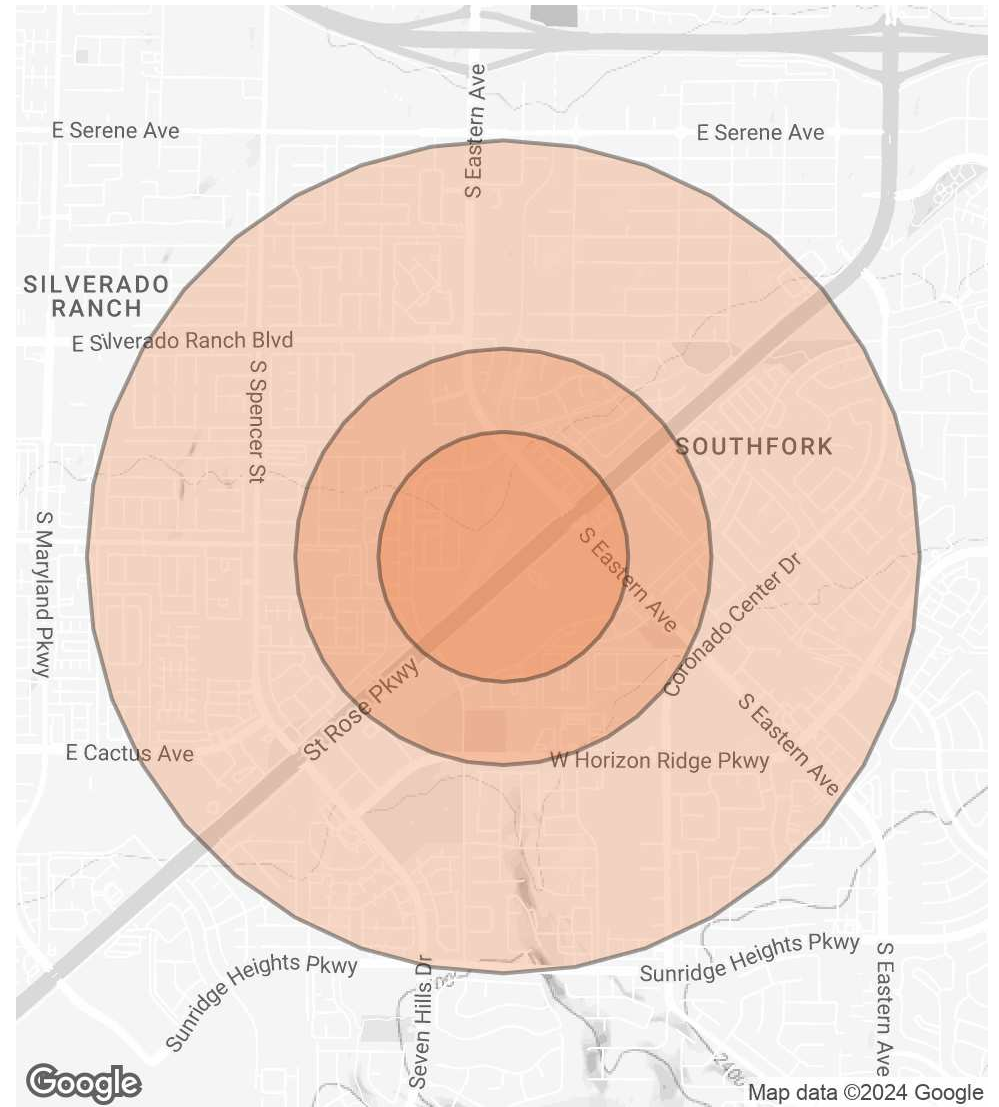 S Eastern Ave
E Serene Ave
E Serene Ave
SILVERADO
RANCH
E Silverado Ranch Blvd
S Spencer St
SOUTHFORK
S Maryland Pkwy
S Eastern Ave
Coronado Center Dr
St Rose Pkwy
S Eastern Ave
E Cactus Ave
W Horizon Ridge Pkwy
Sunridge Heights Pkwy
Sunridge Heights Pkwy
Seven Hills Dr
S Eastern Ave
2400
Google
Map data ©2024 Google